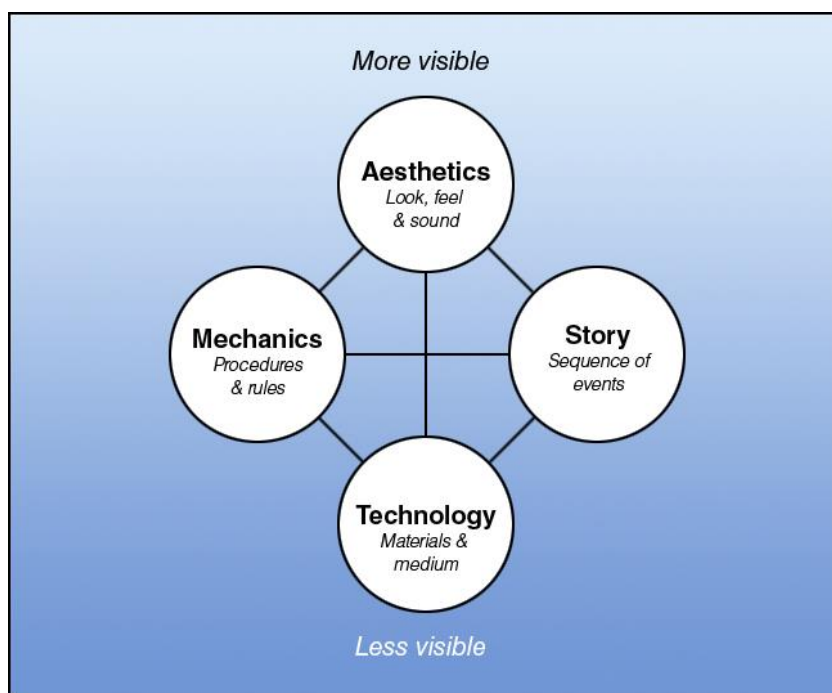 More visible
Aesthetics
Look, feel
& sound
Mechanics
Procedures
& rules
Story
Sequence of
events
Technology
Materials &
medium
Less visible